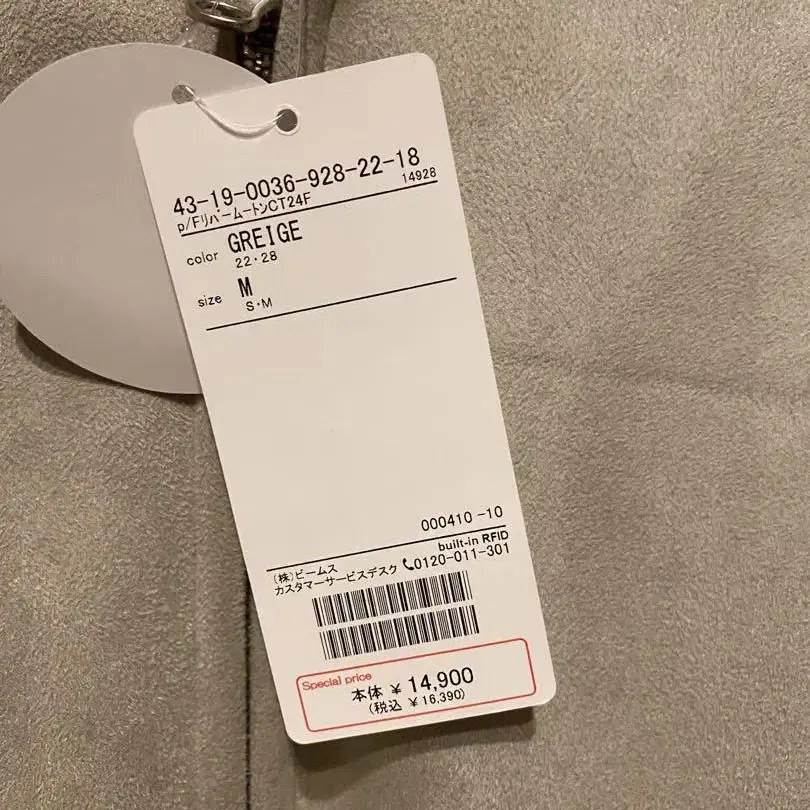 43-19-0036-928-22-18
p/FリバームートンCT24F 14928
color GREIGE
22・28
size M
S・M
000410 -10
built-in RFID
(株)ビームス
カスタマーサービスデスク 0120-011-301
Special price
本体 ¥ 14,900
(税込 ¥ 16,390)